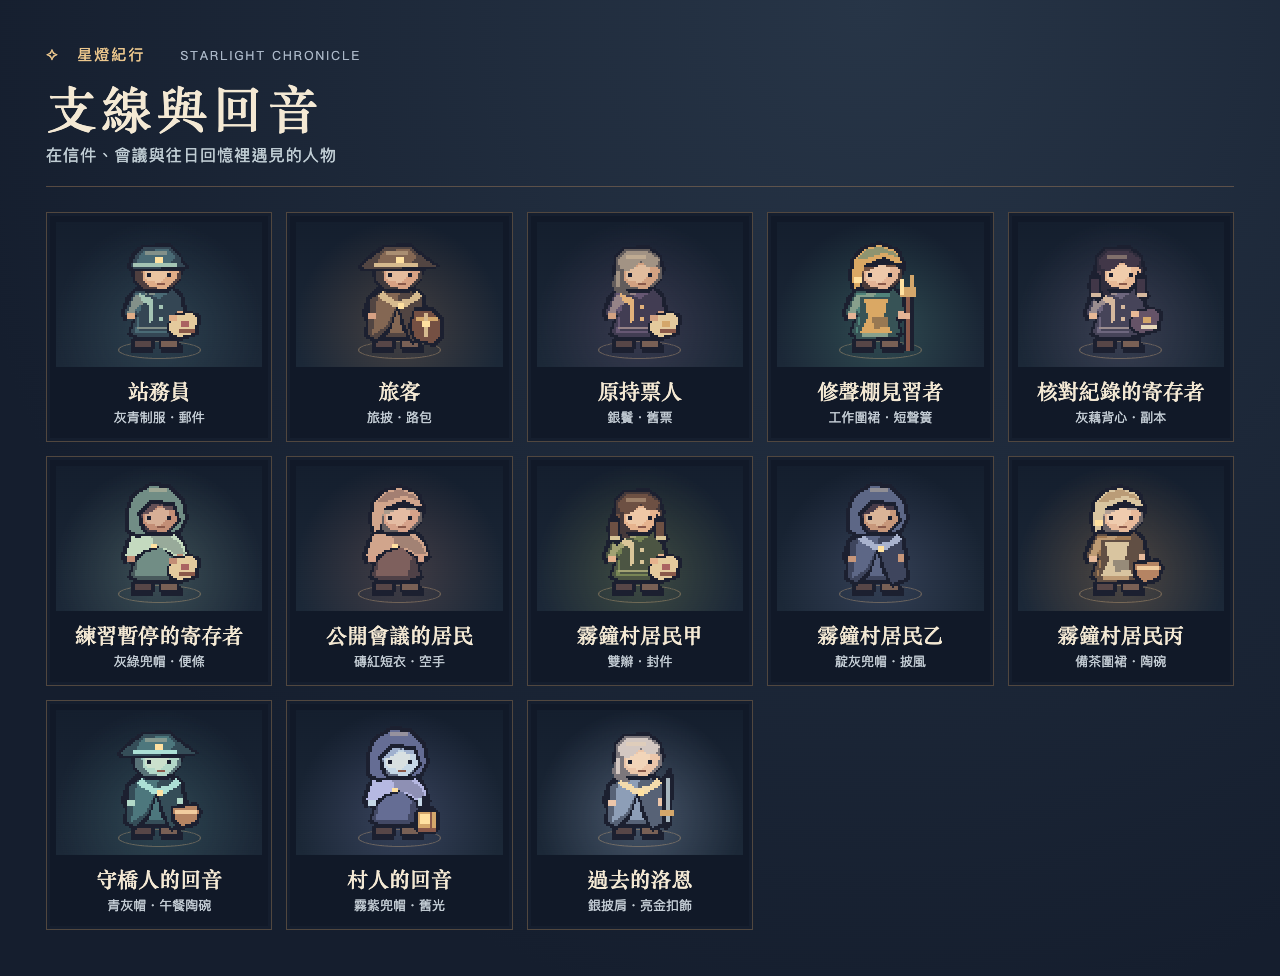 ✧ 星燈紀行 STARLIGHT CHRONICLE
支線與回音
在信件、會議與往日回憶裡遇見的人物
站務員
灰青制服·郵件
旅客
旅披·路包
原持票人
銀鬢·舊票
修聲棚見習者
工作圍裙·短聲簧
核對紀錄的寄存者
灰藕背心·副本
練習暫停的寄存者
灰綠兜帽·便條
公開會議的居民
磚紅短衣·空手
霧鐘村居民甲
雙辮·封件
霧鐘村居民乙
靛灰兜帽·披風
霧鐘村居民丙
備茶圍裙·陶碗
守橋人的回音
青灰帽·午餐陶碗
村人的回音
霧紫兜帽·舊光
過去的洛恩
銀披肩·亮金扣飾